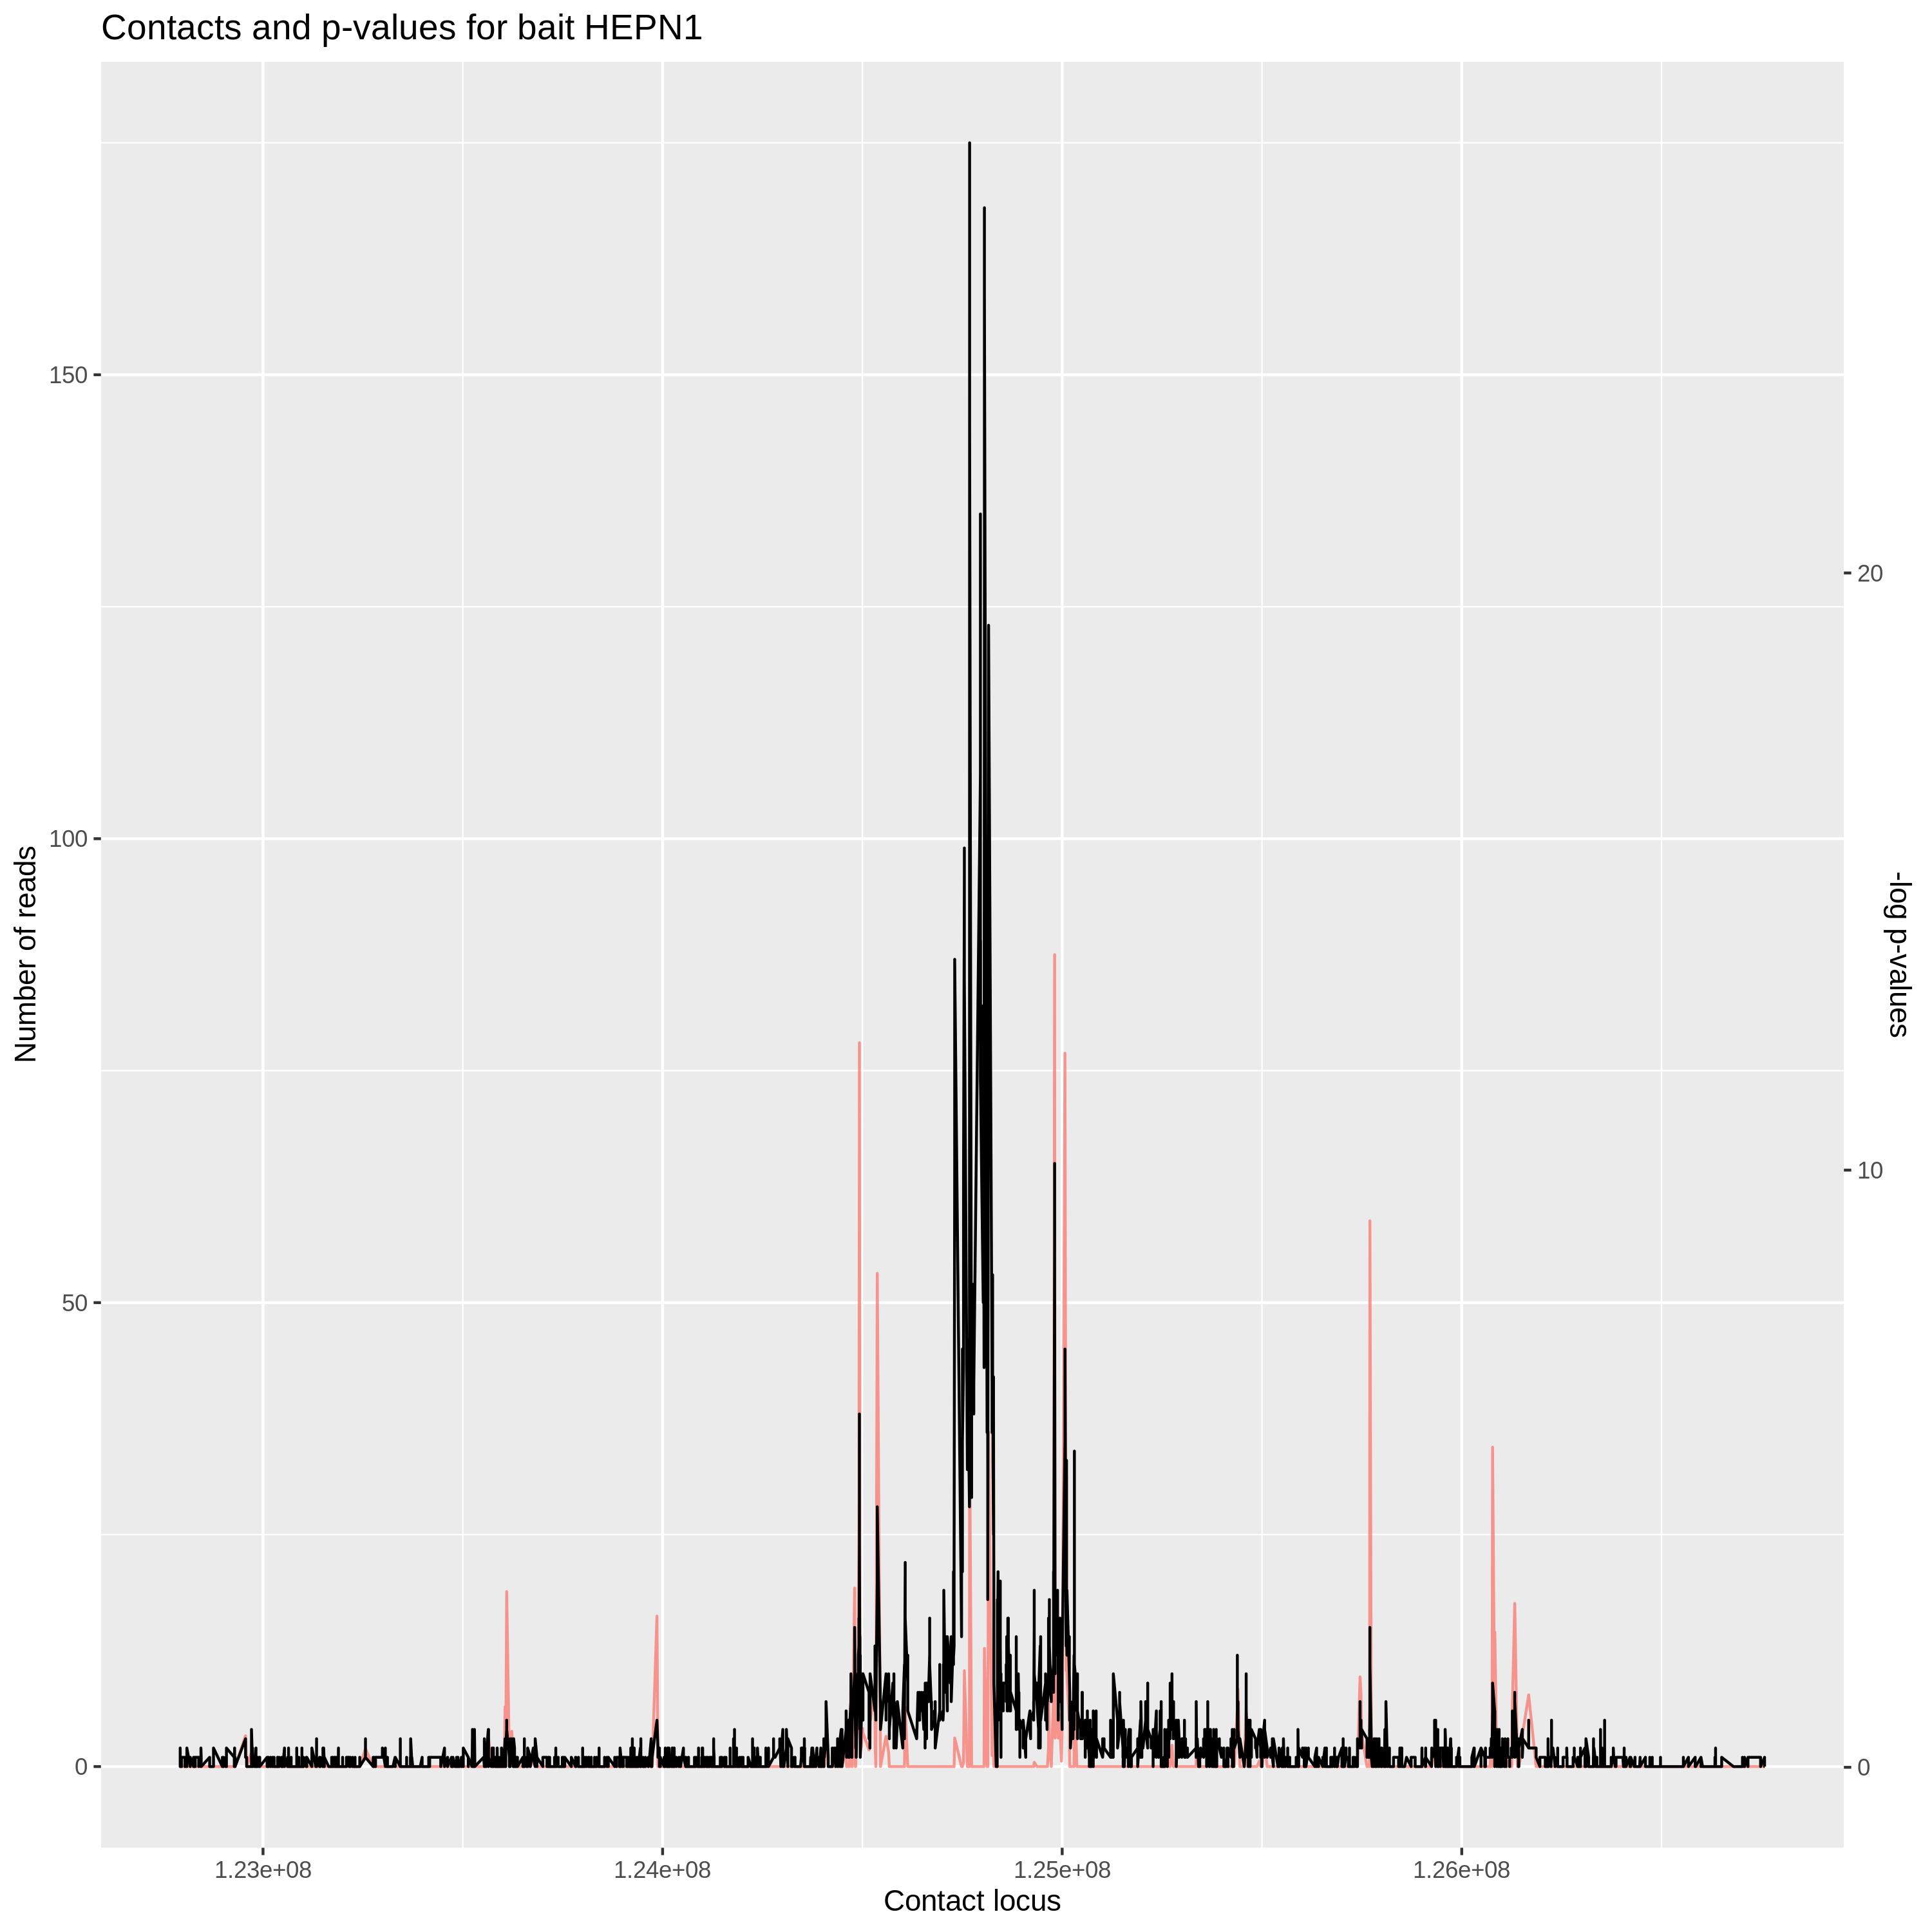 Contacts and p-values for bait HEPN1
150
100
50
0
20
10
0
Number of reads
-log p-values
1.23e+08
1.24e+08
1.25e+08
1.26e+08
Contact locus